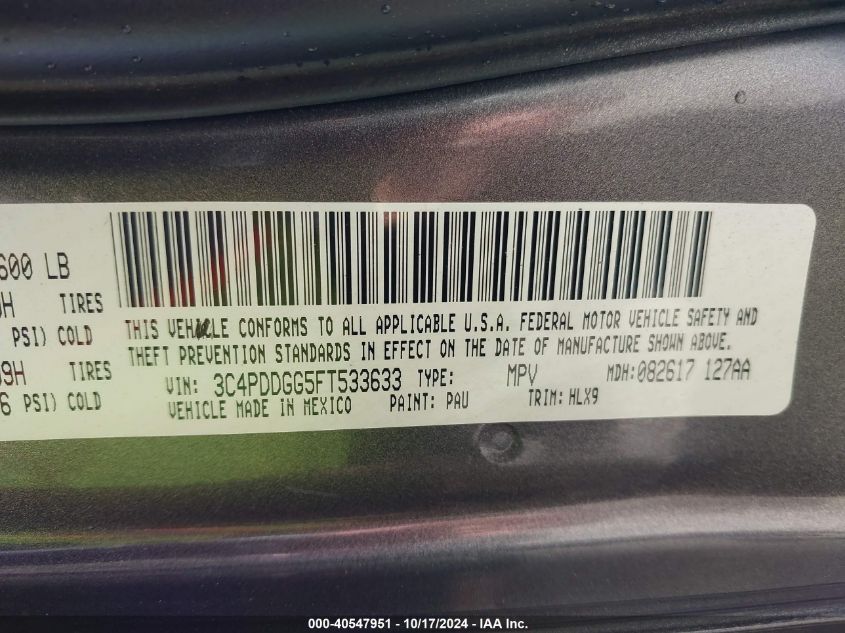 600 LB
TIRES
PSI) COLD
THIS VEHICLE CONFORMS TO ALL APPLICABLE U.S.A. FEDERAL MOTOR VEHICLE SAFETY AND
THEFT PREVENTION STANDARDS IN EFFECT ON THE DATE OF MANUFACTURE SHOWN ABOVE.
9H TIRES
6 PSI) COLD
VIN: 3C4PDDGG5FT533633 TYPE: MPV MDH:082617 127AA
VEHICLE MADE IN MEXICO PAINT: PAU TRIM: HLX9
000-40547951 - 10/17/2024 - IAA Inc.